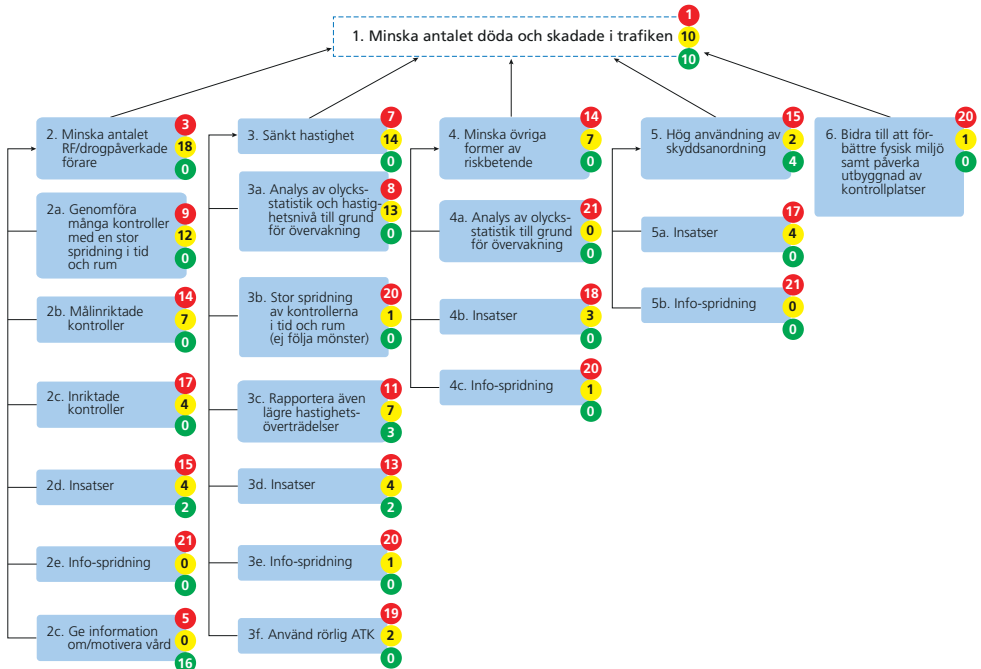 1. Minska antalet döda och skadade i trafiken
1
10
10
2. Minska antalet
RF/drogpåverkade
förare
3
18
0
2a. Genomföra
många kontroller
med en stor
spridning i tid
och rum
9
12
0
2b. Målinriktade
kontroller
14
7
0
2c. Inriktade
kontroller
17
4
0
2d. Insatser
15
4
2
2e. Info-spridning
21
0
0
2c. Ge information
om/motivera vård
5
0
16
3. Sänkt hastighet
7
14
0
3a. Analys av olycks-
statistik och hastig-
hetsnivå till grund
för övervakning
8
13
0
3b. Stor spridning
av kontrollerna
i tid och rum
(ej följa mönster)
20
1
0
3c. Rapportera även
lägre hastighets-
överträdelser
11
7
3
3d. Insatser
13
4
2
3e. Info-spridning
20
1
0
3f. Använd rörlig ATK
19
2
0
4. Minska övriga
former av
riskbetende
14
7
0
4a. Analys av olycks-
statistik till grund
för övervakning
21
0
0
4b. Insatser
18
3
0
4c. Info-spridning
20
1
0
5. Hög användning av
skyddsanordning
15
2
4
5a. Insatser
17
4
0
5b. Info-spridning
21
0
0
6. Bidra till att för-
bättre fysisk miljö
samt påverka
utbyggnad av
kontrollplatser
20
1
0